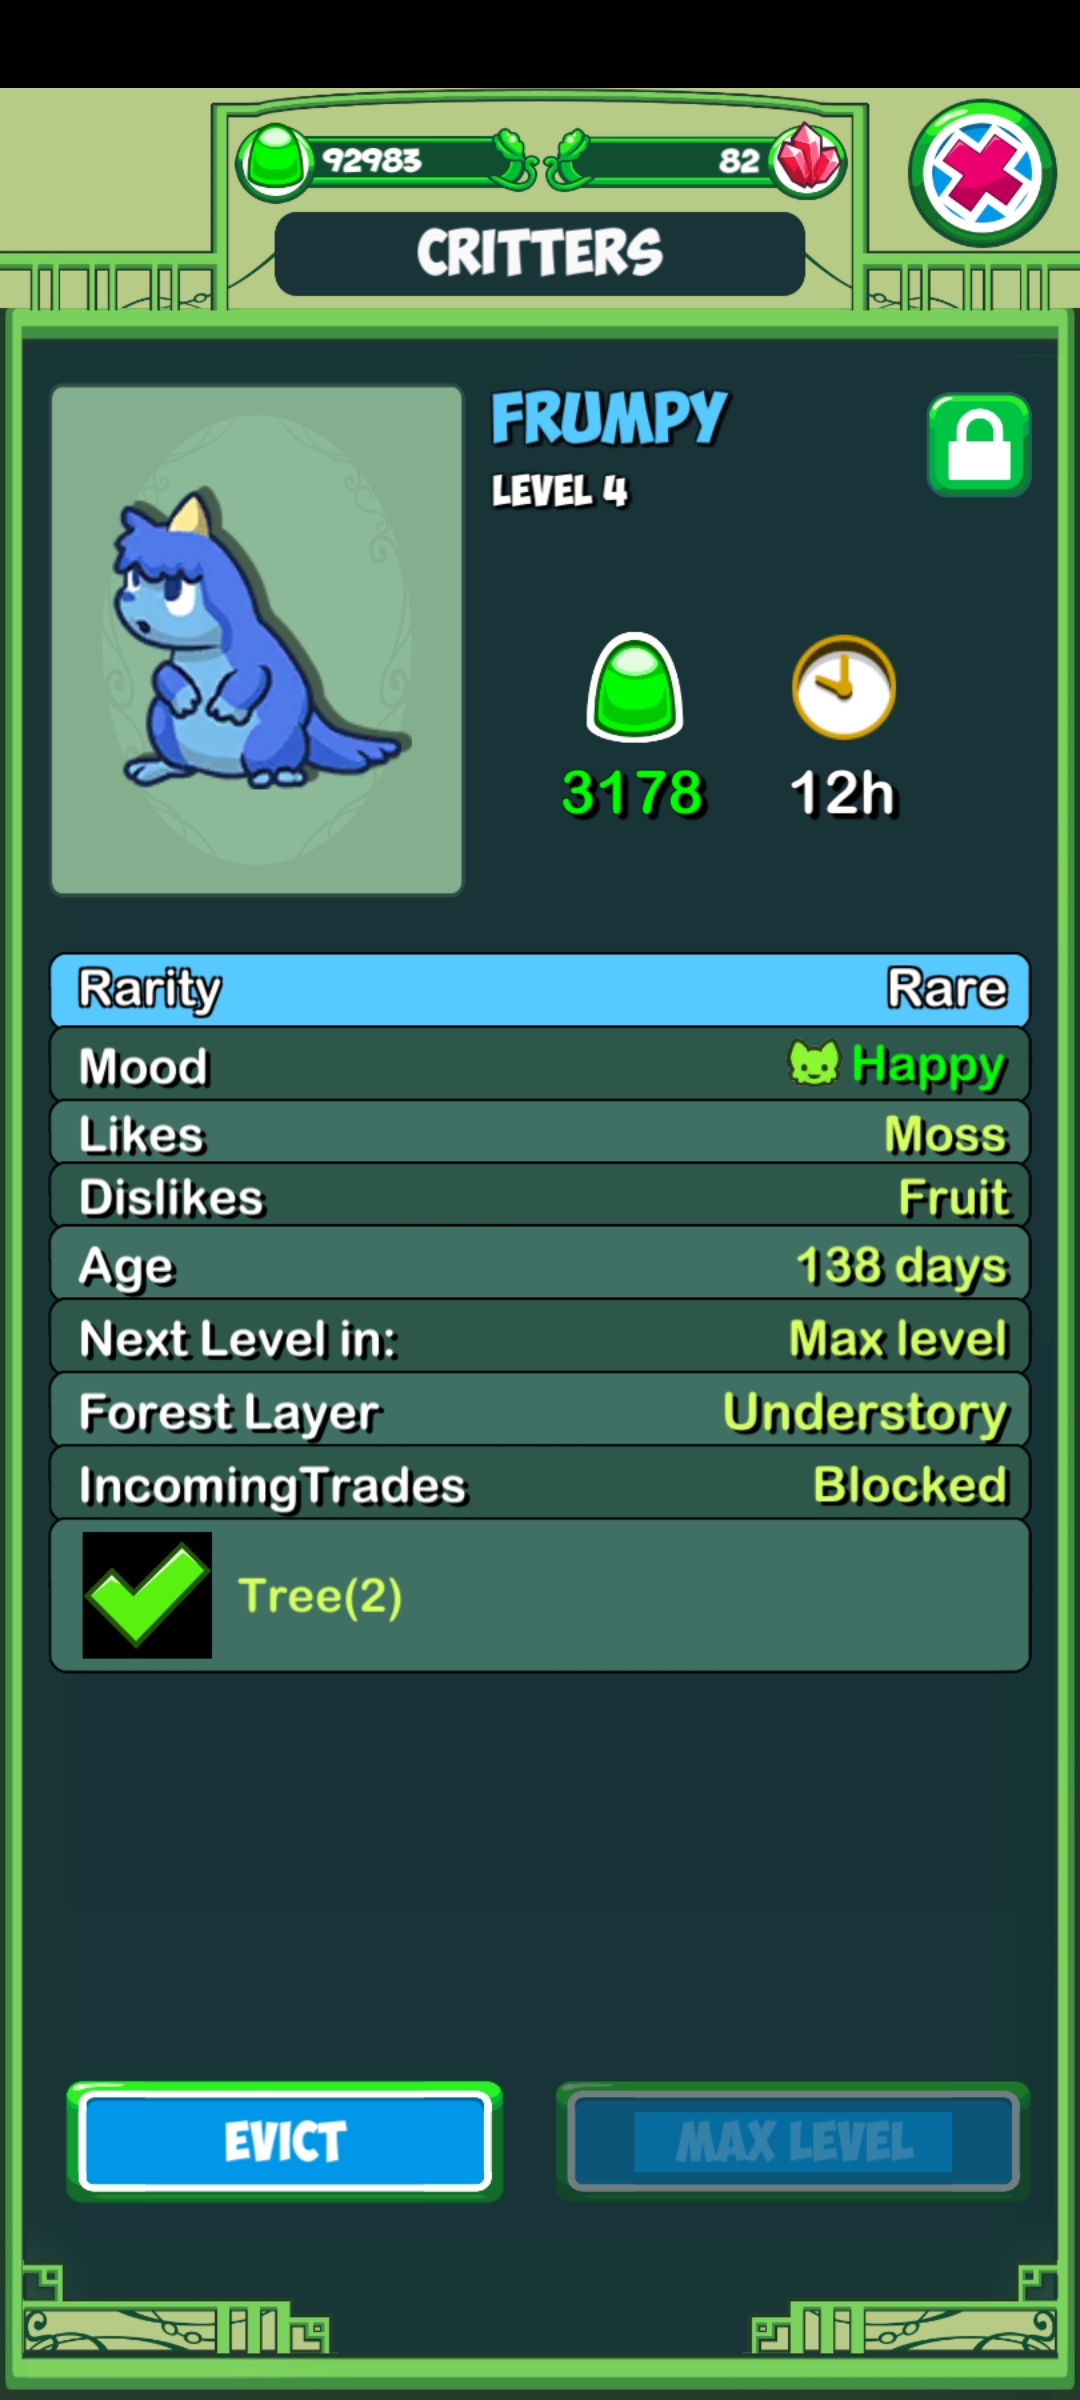 92983
82
CRITTERS
FRUMPY
LEVEL 4
3178
12h
Rarity Rare
Mood Happy
Likes Moss
Dislikes Fruit
Age 138 days
Next Level in: Max level
Forest Layer Understory
IncomingTrades Blocked
Tree(2)
EVICT
MAX LEVEL